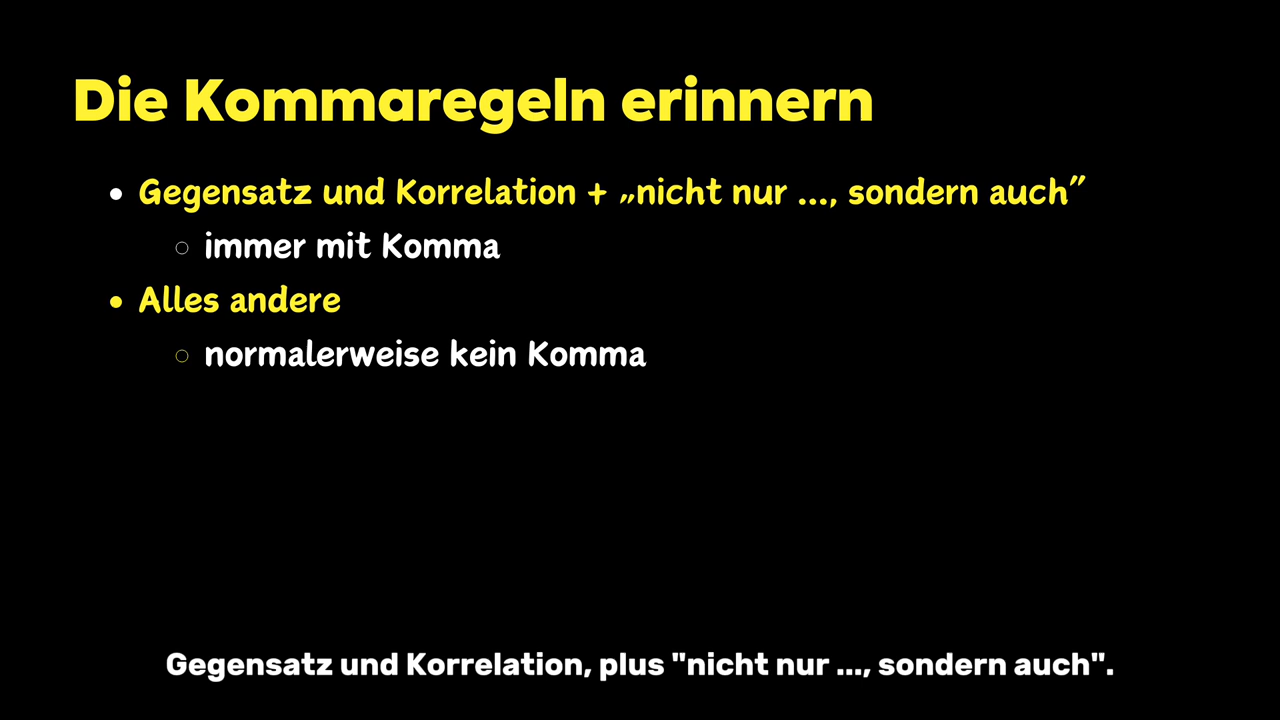 Die Kommaregeln erinnern
• Gegensatz und Korrelation + „nicht nur ..., sondern auch”
○ immer mit Komma
• Alles andere
○ normalerweise kein Komma
Gegensatz und Korrelation, plus "nicht nur ..., sondern auch".